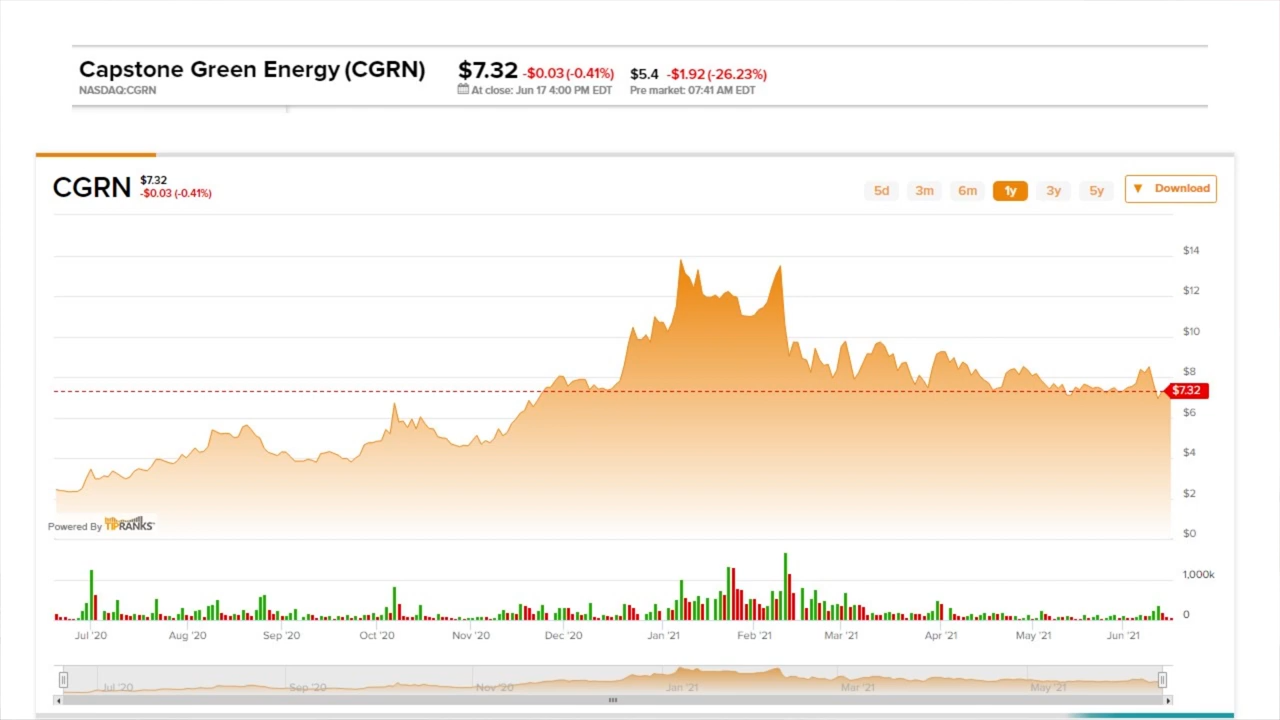 Capstone Green Energy (CGRN)
NASDAQ:CGRN
$7.32 -$0.03 (-0.41%)
At close: Jun 17 4:00 PM EDT
$5.4 -$1.92 (-26.23%)
Pre market: 07:41 AM EDT
CGRN
$7.32
-$0.03 (-0.41%)
5d 3m 6m 1y 3y 5y
▼ Download
$14
$12
$10
$8
$7.32
$6
$4
$2
$0
Powered By TIPRANKS
1,000k
0
Jul '20 Aug '20 Sep '20 Oct '20 Nov '20 Dec '20 Jan '21 Feb '21 Mar '21 Apr '21 May '21 Jun '21
Jul '20 Sep '20 Nov '20 Jan '21 Mar '21 May '21